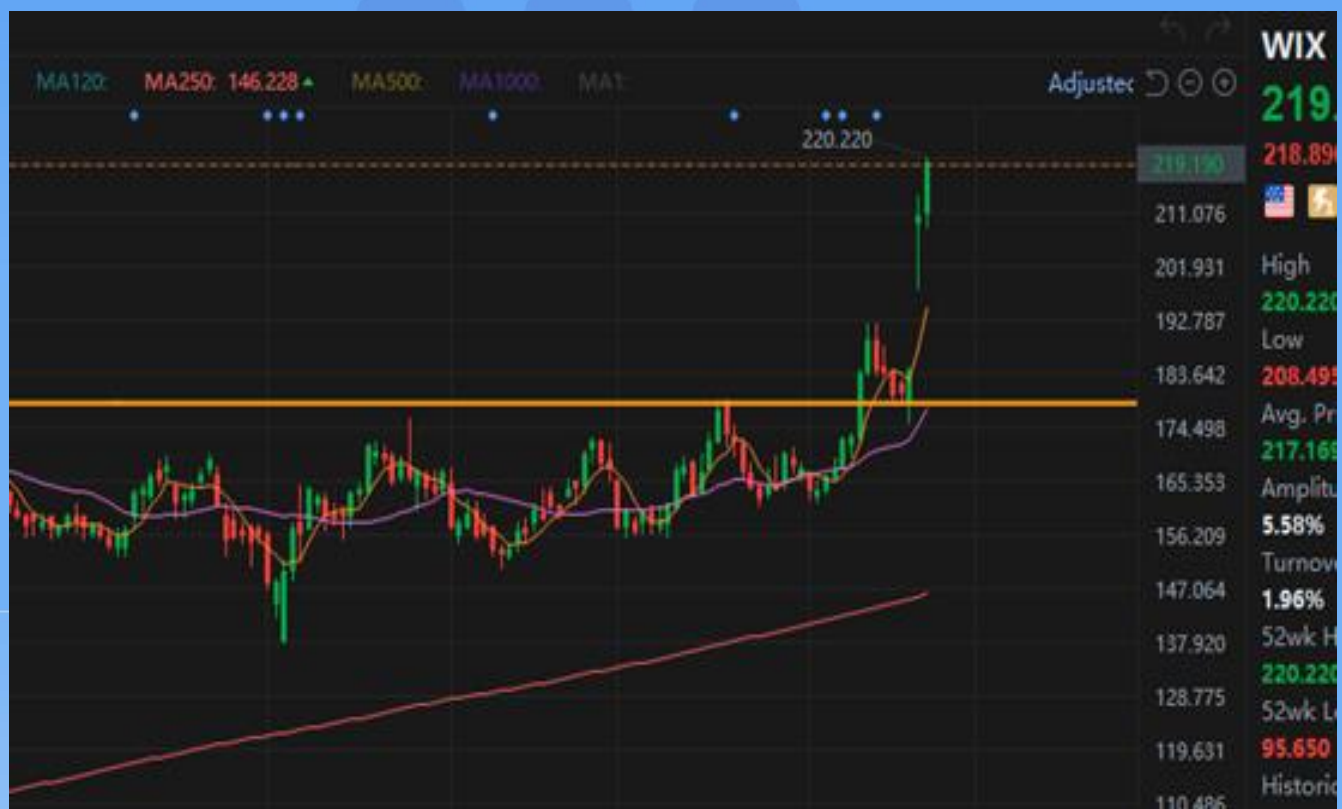 MA120: MA250: 146.228 MA500: MA1000: MA1:
Adjustec
220.220
219.190
211.076
201.931
192.787
183.642
174.498
165.353
156.209
147.064
137.920
128.775
119.631
110.486
WIX
219.
218.890
High
220.220
Low
208.495
Avg. Pr
217.169
Amplitu
5.58%
Turnove
1.96%
52wk H
220.220
52wk L
95.650
Historic